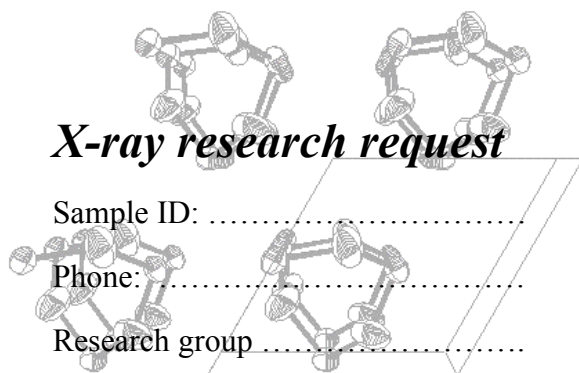 X-ray research request
Sample ID: ……………………………
Phone: ………………………………….
Research group ……………………….